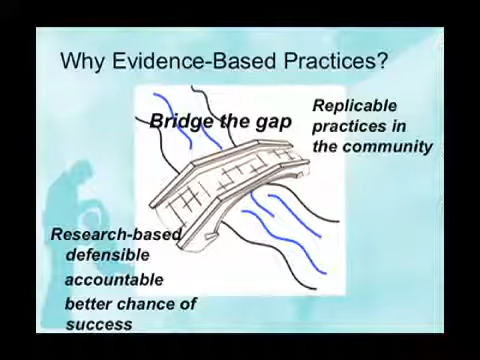 Why Evidence-Based Practices?
Bridge the gap
Replicable
practices in
the community
Research-based
defensible
accountable
better chance of
success